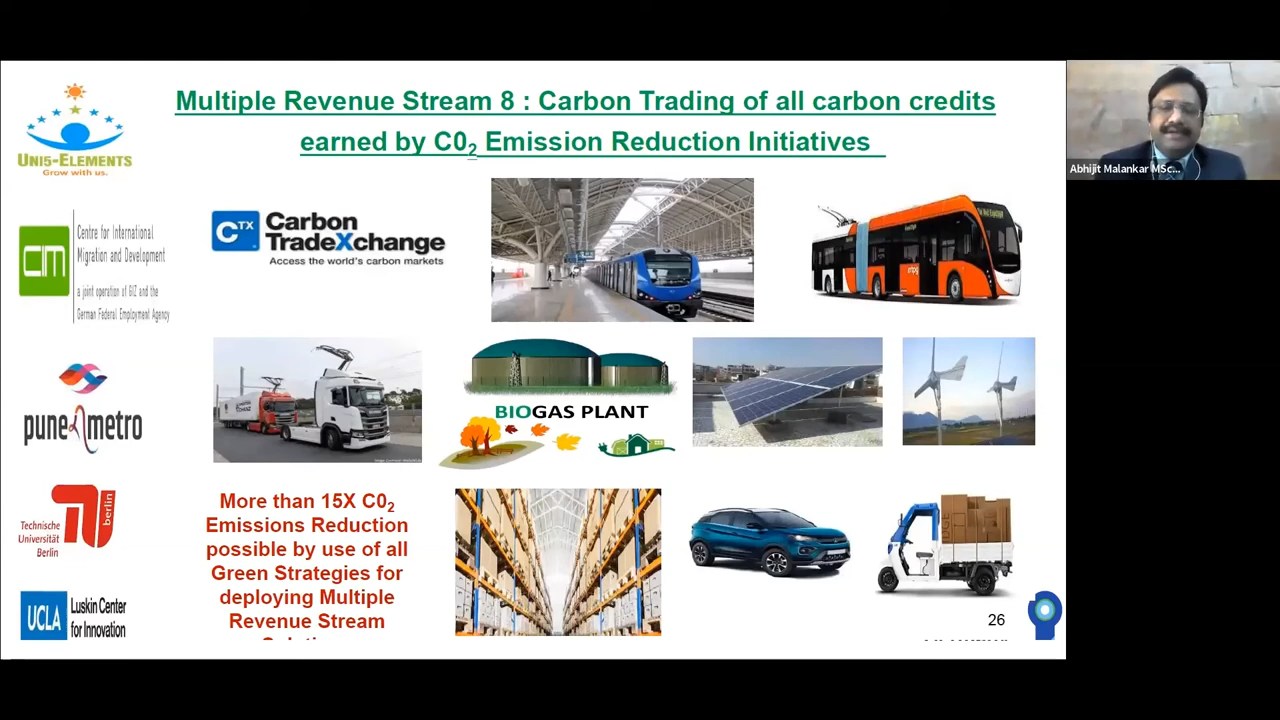 Multiple Revenue Stream 8 : Carbon Trading of all carbon credits
earned by C0₂ Emission Reduction Initiatives
UNI5-ELEMENTS
Grow with us.
Abhijit Malankar MSc...
CIM
Centre for International
Migration and Development
a joint operation of GIZ and the
German Federal Employment Agency
CTX
Carbon
TradeXchange
Access the world's carbon markets
pune metro
BIOGAS PLANT
Technische
Universität
Berlin
berlin
More than 15X C0₂
Emissions Reduction
possible by use of all
Green Strategies for
deploying Multiple
Revenue Stream
UCLA
Luskin Center
for Innovation
26